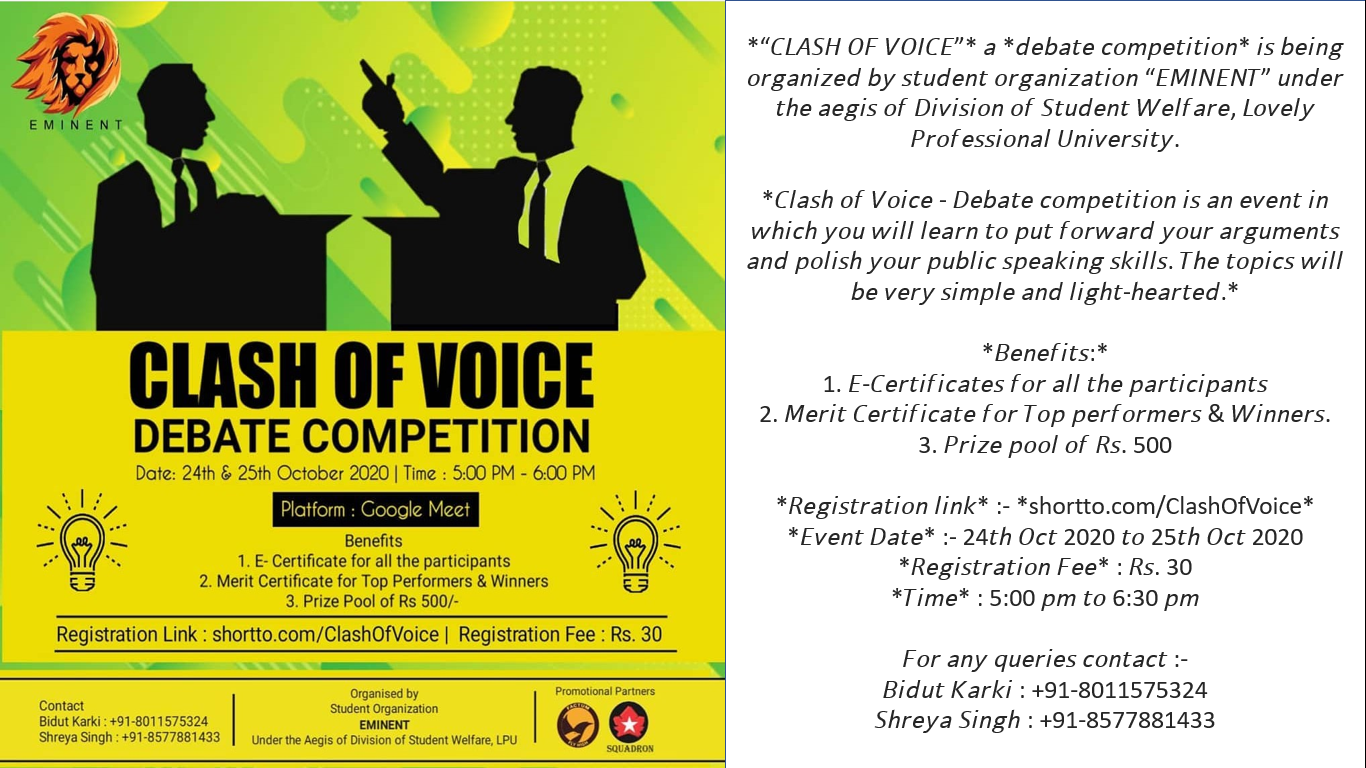 EMINENT
CLASH OF VOICE
DEBATE COMPETITION
Date: 24th & 25th October 2020 | Time : 5:00 PM - 6:00 PM
Platform : Google Meet
Benefits
1. E- Certificate for all the participants
2. Merit Certificate for Top Performers & Winners
3. Prize Pool of Rs 500/-
Registration Link : shortto.com/ClashOfVoice | Registration Fee : Rs. 30
Contact
Bidut Karki : +91-8011575324
Shreya Singh : +91-8577881433
Organised by
Student Organization
EMINENT
Under the Aegis of Division of Student Welfare, LPU
Promotional Partners
FACTUM
SQUADRON
*“CLASH OF VOICE”* a *debate competition* is being
organized by student organization “EMINENT” under
the aegis of Division of Student Welfare, Lovely
Professional University.
*Clash of Voice - Debate competition is an event in
which you will learn to put forward your arguments
and polish your public speaking skills. The topics will
be very simple and light-hearted.*
*Benefits:*
1. E-Certificates for all the participants
2. Merit Certificate for Top performers & Winners.
3. Prize pool of Rs. 500
*Registration link* :- *shortto.com/ClashOfVoice*
*Event Date* :- 24th Oct 2020 to 25th Oct 2020
*Registration Fee* : Rs. 30
*Time* : 5:00 pm to 6:30 pm
For any queries contact :-
Bidut Karki : +91-8011575324
Shreya Singh : +91-8577881433